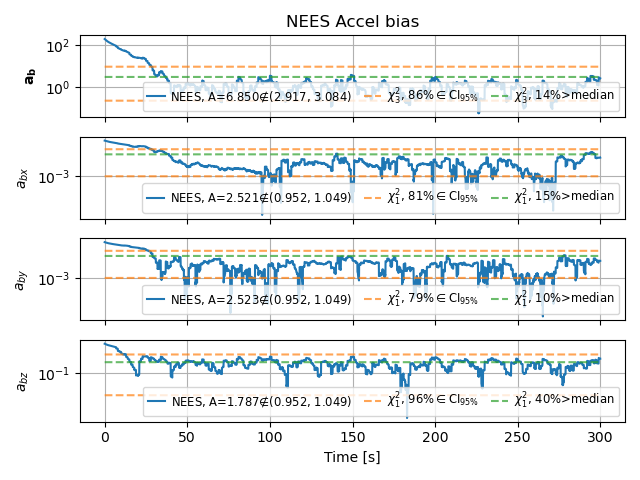 NEES Accel bias
10²
10⁰
a_b
NEES, A=6.850∉(2.917, 3.084) χ²₃, 86%∈CI₉₅% χ²₃, 14%>median
10⁻³
a_bx
NEES, A=2.521∉(0.952, 1.049) χ²₁, 81%∈CI₉₅% χ²₁, 15%>median
10⁻³
a_by
NEES, A=2.523∉(0.952, 1.049) χ²₁, 79%∈CI₉₅% χ²₁, 10%>median
10⁻¹
a_bz
NEES, A=1.787∉(0.952, 1.049) χ²₁, 96%∈CI₉₅% χ²₁, 40%>median
0 50 100 150 200 250 300
Time [s]